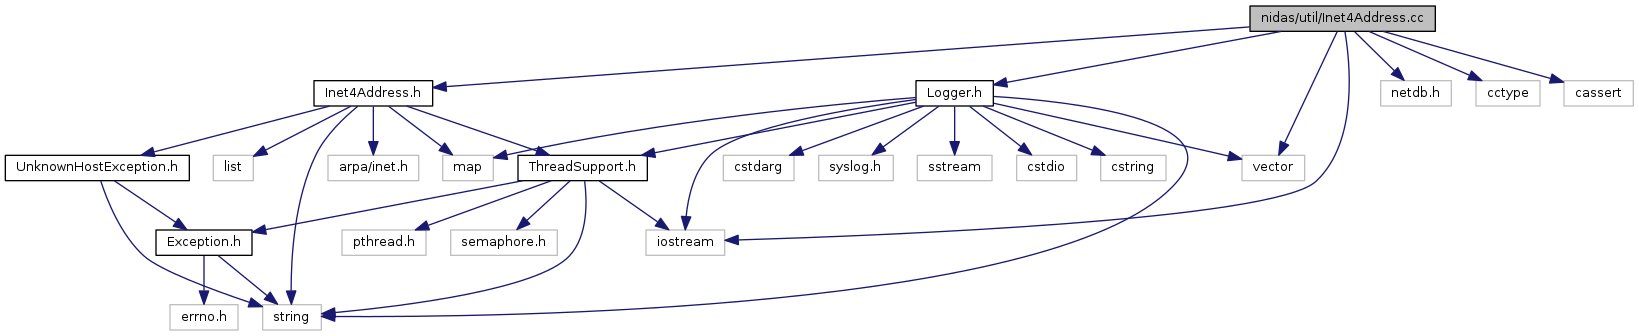 nidas/util/Inet4Address.cc
Inet4Address.h
Logger.h
netdb.h
cctype
cassert
UnknownHostException.h
list
arpa/inet.h
map
ThreadSupport.h
cstdarg
syslog.h
sstream
cstdio
cstring
vector
Exception.h
pthread.h
semaphore.h
iostream
errno.h
string